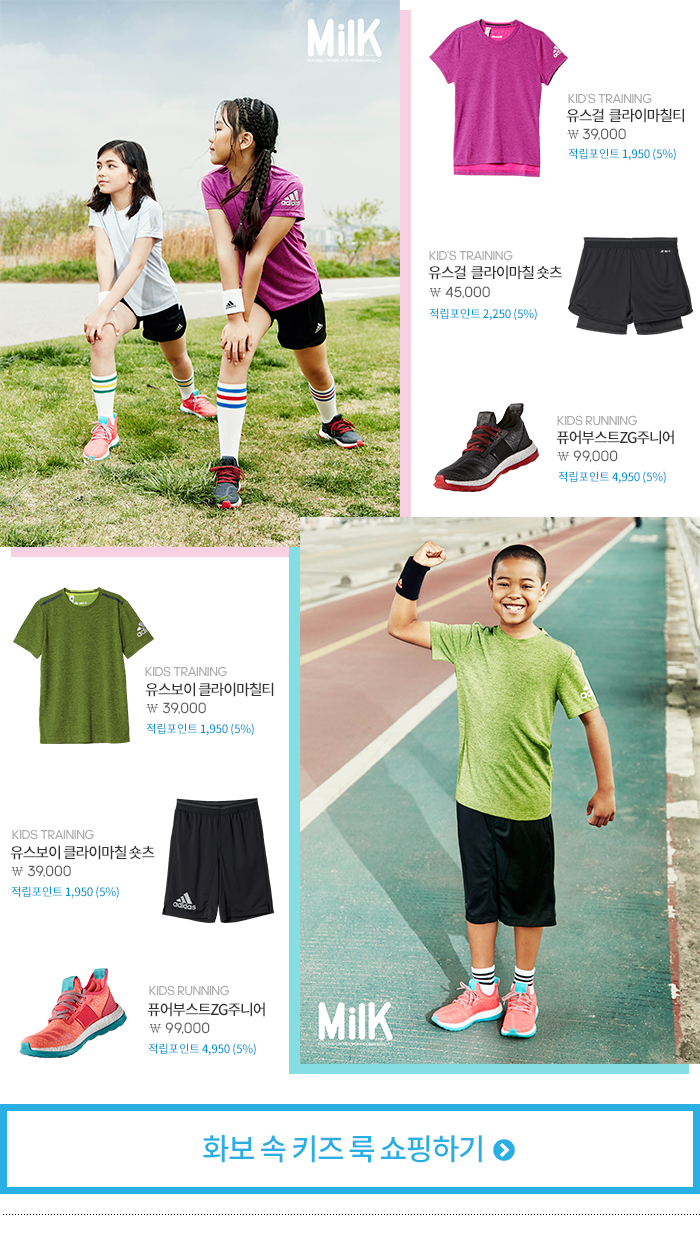 MilK
KID'S TRAINING
유스걸 클라이마칠티
₩ 39,000
적립포인트 1,950 (5%)
adidas
KID'S TRAINING
유스걸 클라이마칠 숏츠
₩ 45,000
적립포인트 2,250 (5%)
KIDS RUNNING
퓨어부스트ZG주니어
₩ 99,000
적립포인트 4,950 (5%)
KIDS TRAINING
유스보이 클라이마칠티
₩ 39,000
적립포인트 1,950 (5%)
KIDS TRAINING
유스보이 클라이마칠 숏츠
₩ 39,000
적립포인트 1,950 (5%)
adidas
KIDS RUNNING
퓨어부스트ZG주니어
₩ 99,000
적립포인트 4,950 (5%)
MilK
화보 속 키즈 룩 쇼핑하기